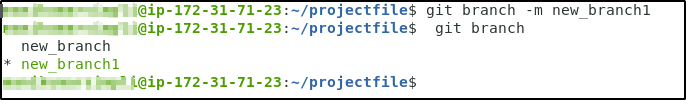 @ip-172-31-71-23:~/projectfile$ git branch -m new_branch1
@ip-172-31-71-23:~/projectfile$ git branch
new_branch
* new_branch1
@ip-172-31-71-23:~/projectfile$